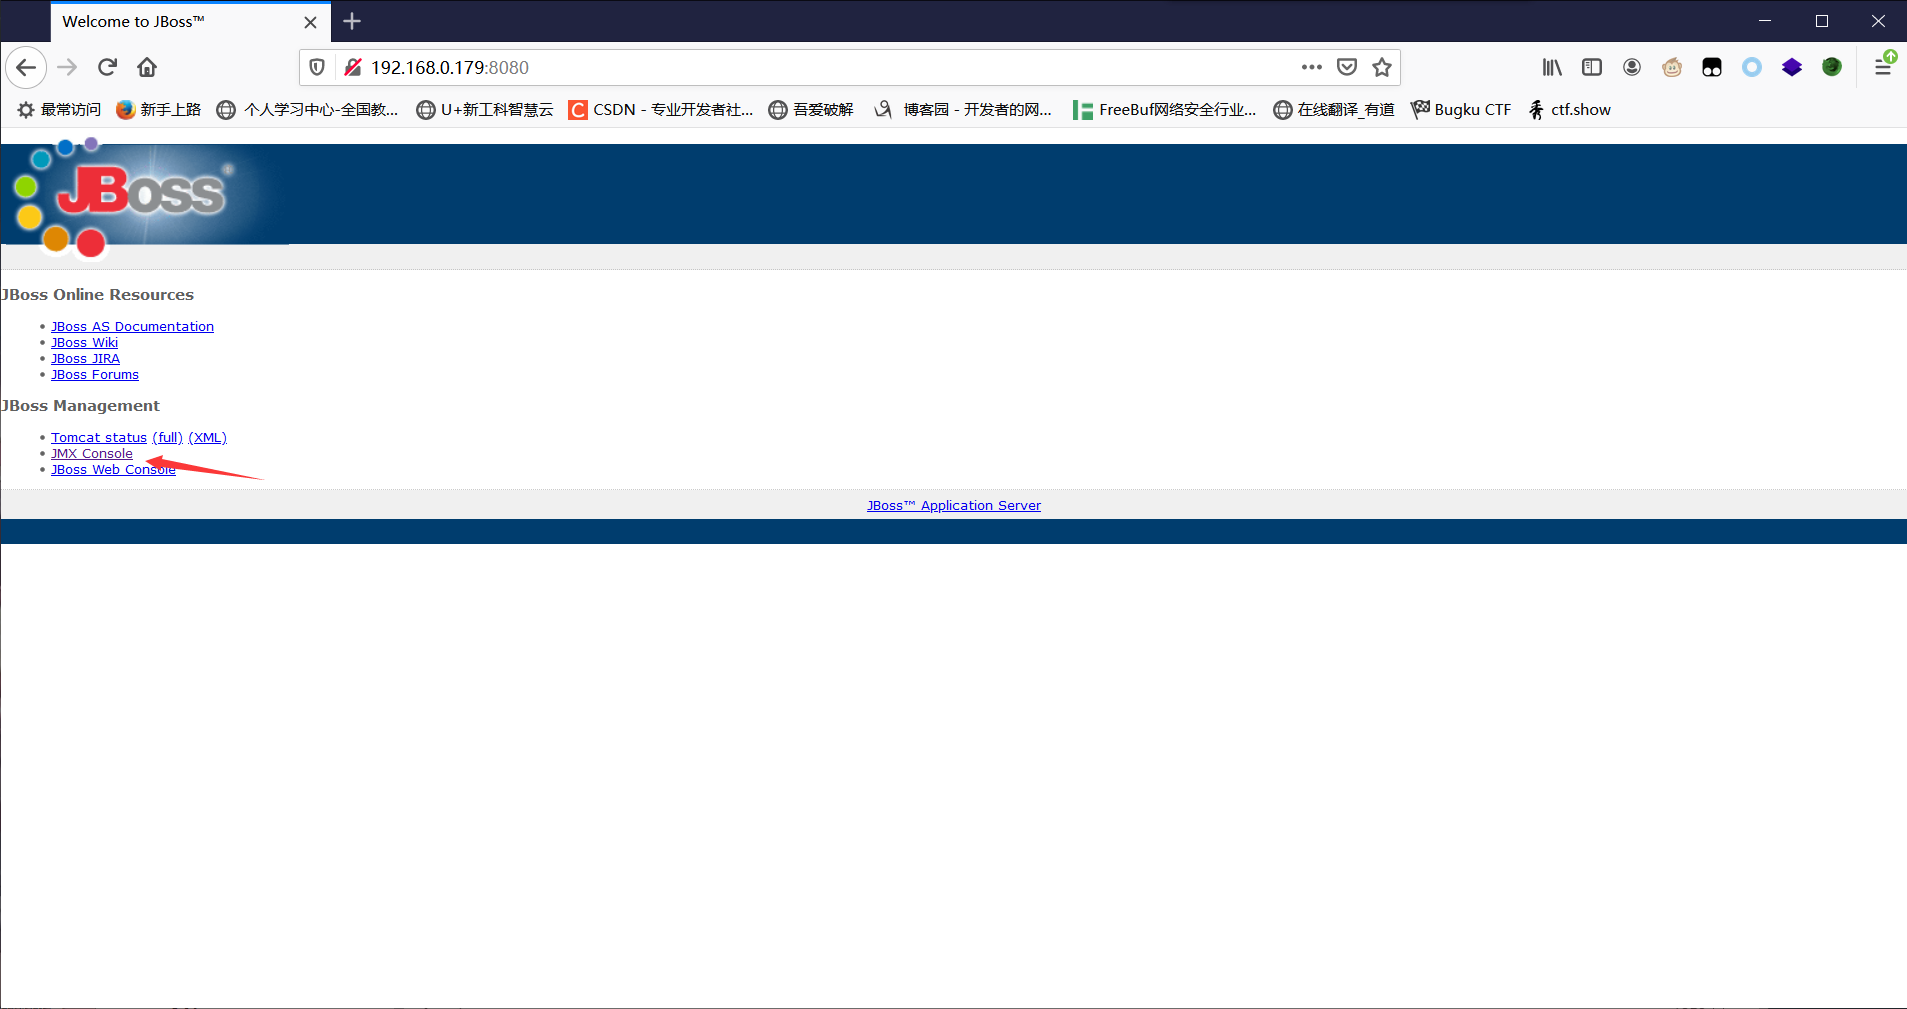 Welcome to JBoss™
192.168.0.179:8080
最常访问 新手上路 个人学习中心-全国教... U+新工科智慧云 CSDN - 专业开发者社... 吾爱破解 博客园 - 开发者的网... FreeBuf网络安全行业... 在线翻译_有道 Bugku CTF ctf.show
JBoss®
JBoss Online Resources
JBoss AS Documentation
JBoss Wiki
JBoss JIRA
JBoss Forums
JBoss Management
Tomcat status (full) (XML)
JMX Console
JBoss Web Console
JBoss™ Application Server